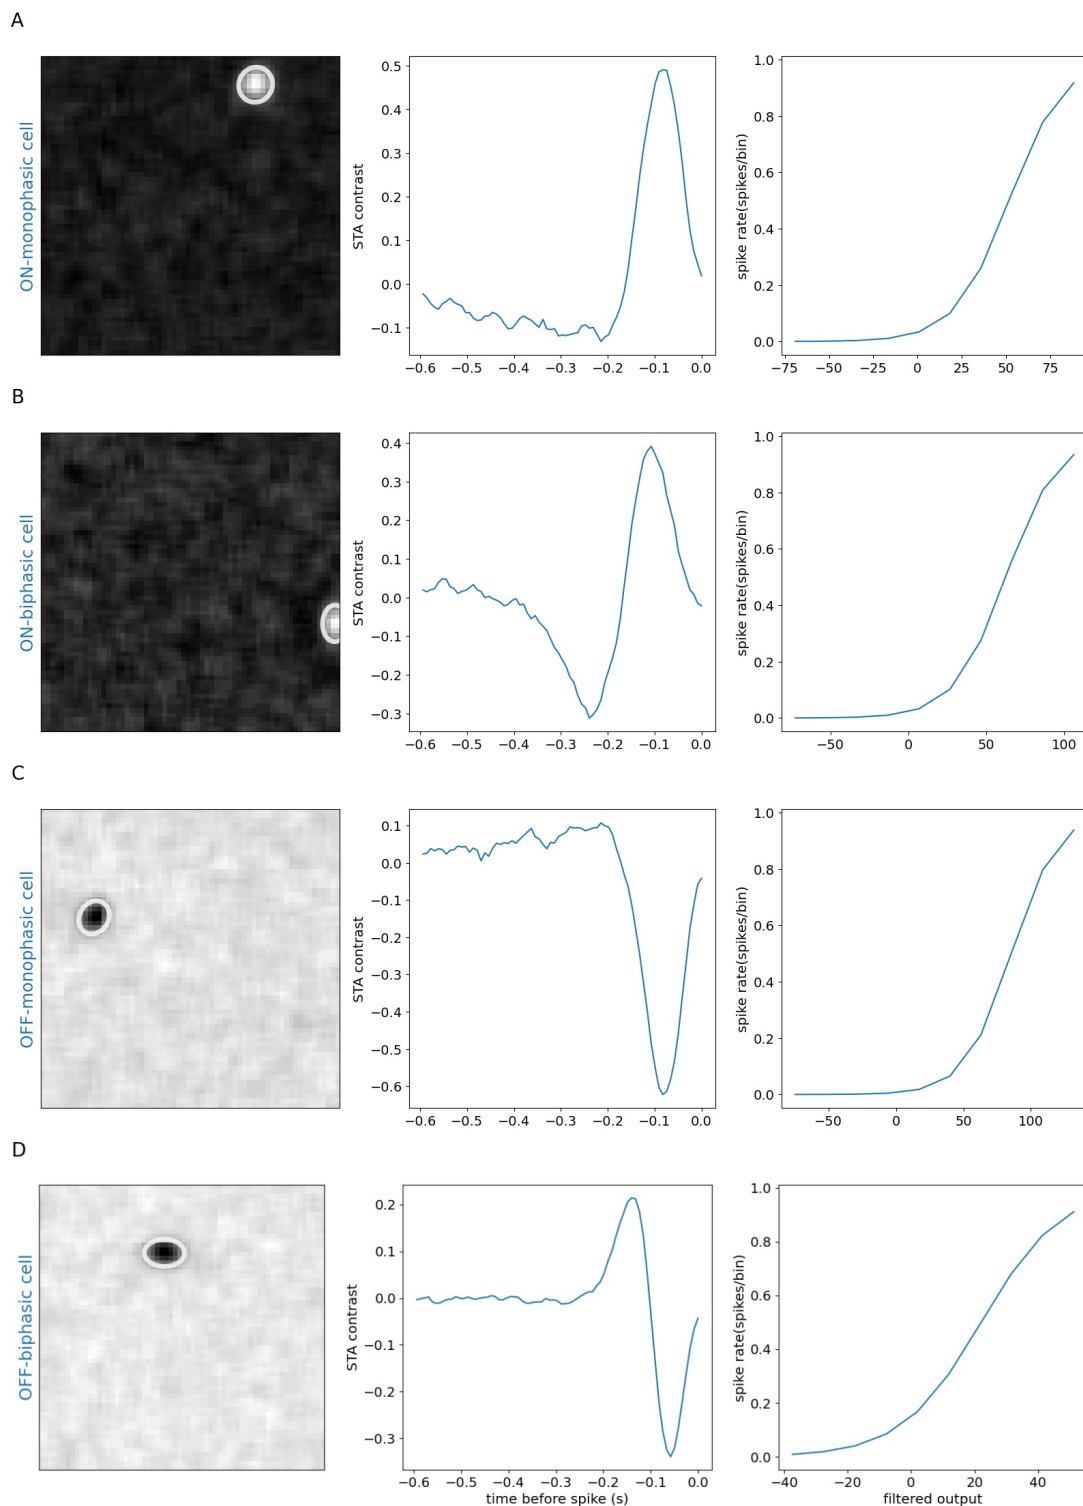 A
ON-monophasic cell
STA contrast
0.5
0.4
0.3
0.2
0.1
0.0
−0.1
−0.6 −0.5 −0.4 −0.3 −0.2 −0.1 0.0
spike rate(spikes/bin)
1.0
0.8
0.6
0.4
0.2
0.0
−75 −50 −25 0 25 50 75
B
ON-biphasic cell
STA contrast
0.4
0.3
0.2
0.1
0.0
−0.1
−0.2
−0.3
−0.6 −0.5 −0.4 −0.3 −0.2 −0.1 0.0
spike rate(spikes/bin)
1.0
0.8
0.6
0.4
0.2
0.0
−50 0 50 100
C
OFF-monophasic cell
STA contrast
0.1
0.0
−0.1
−0.2
−0.3
−0.4
−0.5
−0.6
−0.6 −0.5 −0.4 −0.3 −0.2 −0.1 0.0
spike rate(spikes/bin)
1.0
0.8
0.6
0.4
0.2
0.0
−50 0 50 100
D
OFF-biphasic cell
STA contrast
0.2
0.1
0.0
−0.1
−0.2
−0.3
−0.6 −0.5 −0.4 −0.3 −0.2 −0.1 0.0
time before spike (s)
spike rate(spikes/bin)
1.0
0.8
0.6
0.4
0.2
0.0
−40 −20 0 20 40
filtered output